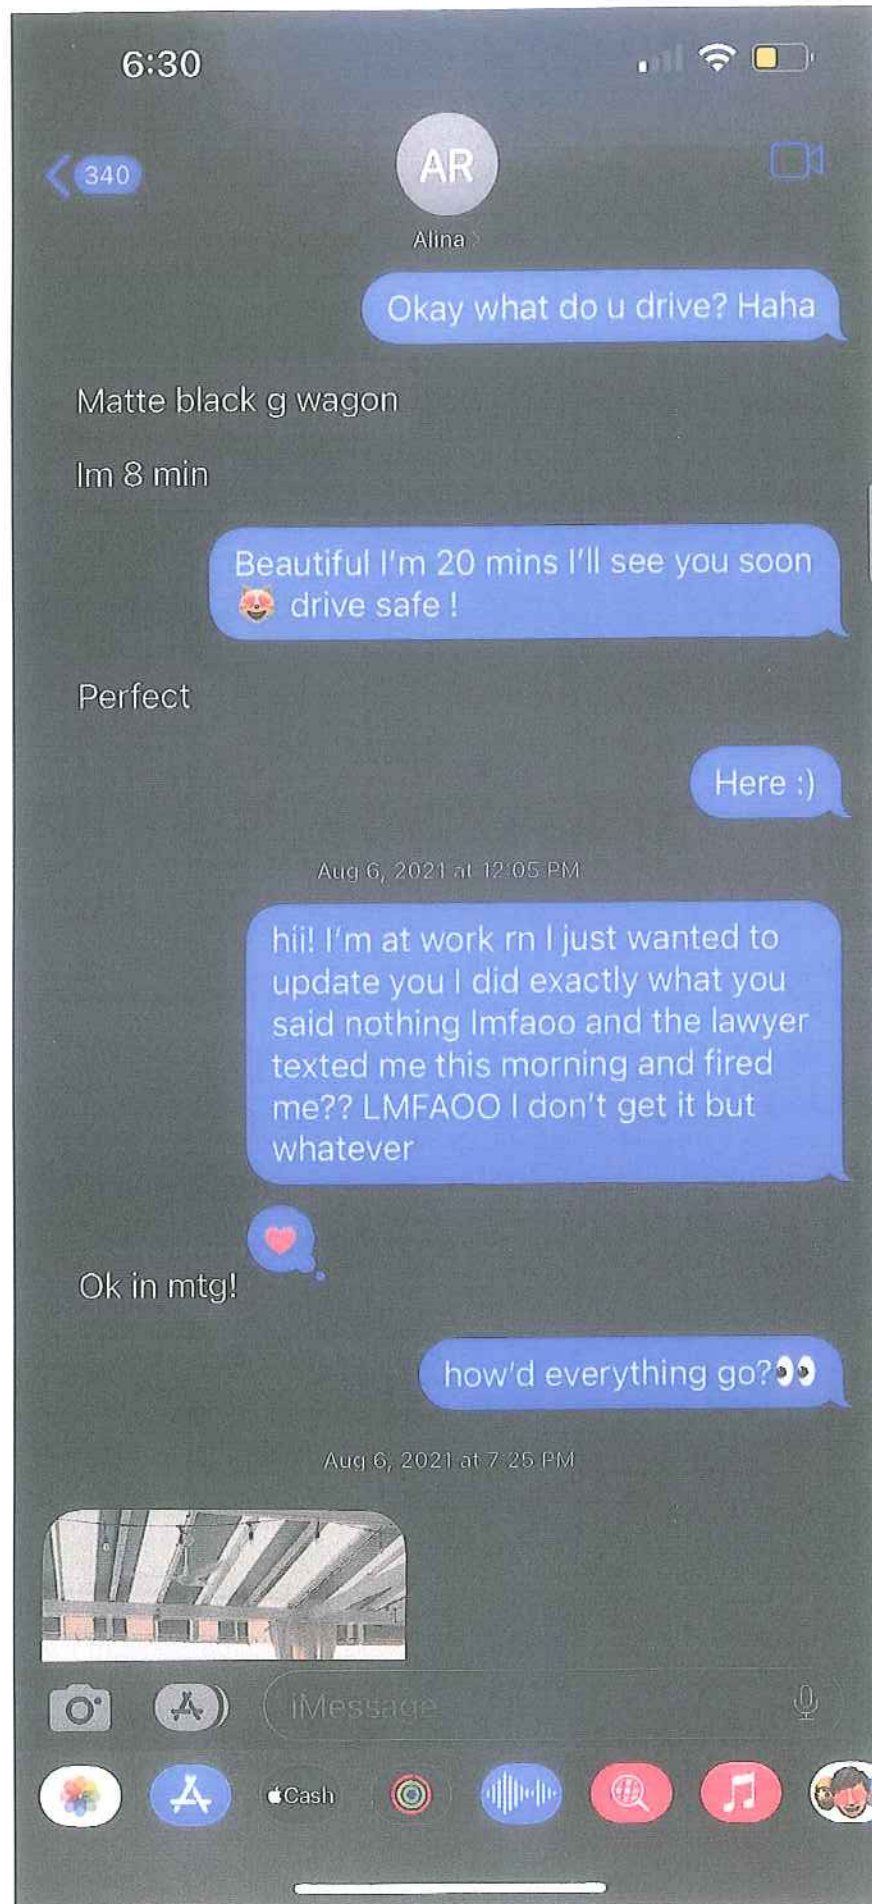 6:30
340
AR
Alina
Okay what do u drive? Haha
Matte black g wagon
Im 8 min
Beautiful I'm 20 mins I'll see you soon
😻 drive safe !
Perfect
Here :)
Aug 6, 2021 at 12:05 PM
hii! I'm at work rn I just wanted to
update you I did exactly what you
said nothing lmfaoo and the lawyer
texted me this morning and fired
me?? LMFAOO I don't get it but
whatever
Ok in mtg!
how'd everything go?👀
Aug 6, 2021 at 7:25 PM
iMessage
Cash